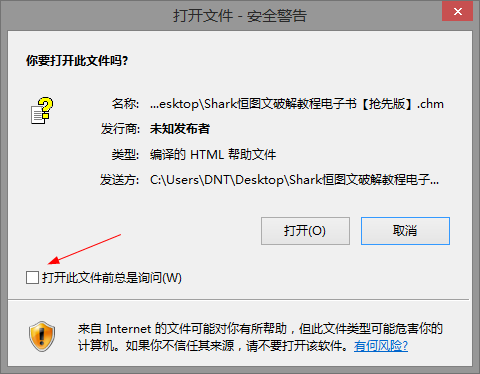 打开文件 - 安全警告
你要打开此文件吗?
名称: ...esktop\Shark恒图文破解教程电子书【抢先版】.chm
发行商: 未知发布者
类型: 编译的 HTML 帮助文件
发送方: C:\Users\DNT\Desktop\Shark恒图文破解教程电子...
打开(O) 取消
打开此文件前总是询问(W)
来自 Internet 的文件可能对你有所帮助，但此文件类型可能危害你的
计算机。如果你不信任其来源，请不要打开该软件。有何风险?